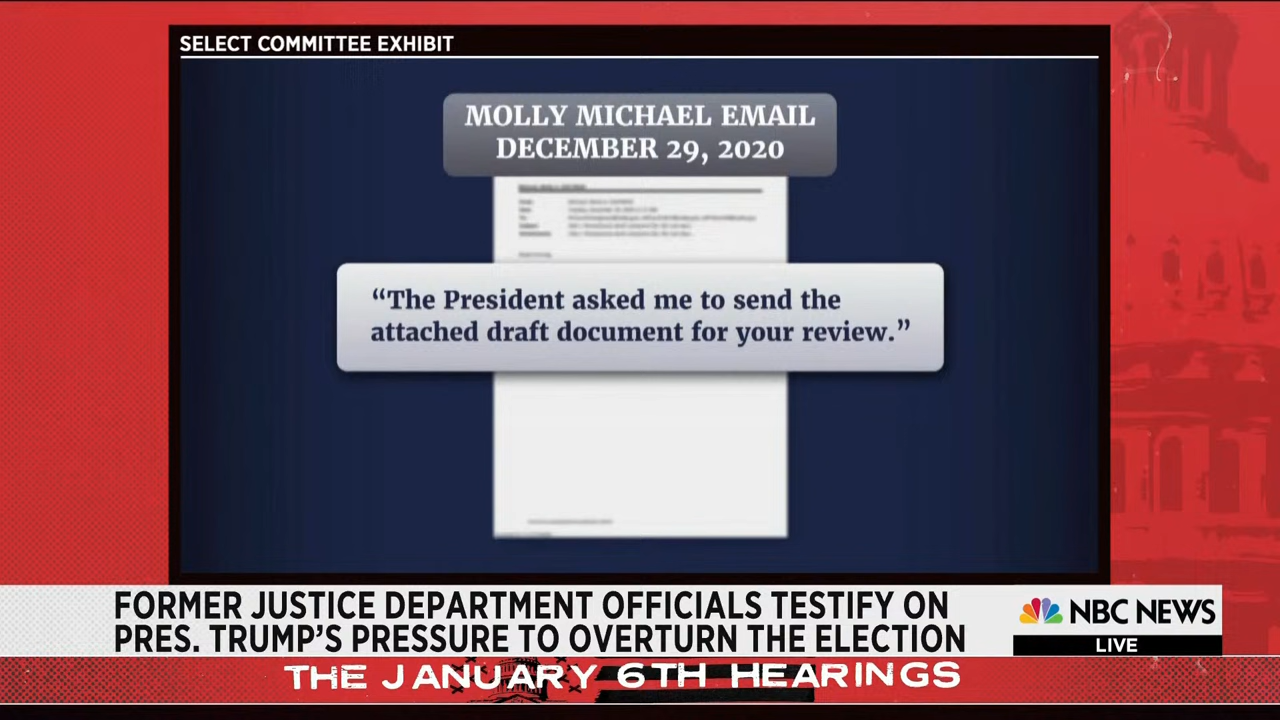 SELECT COMMITTEE EXHIBIT
MOLLY MICHAEL EMAIL
DECEMBER 29, 2020
“The President asked me to send the
attached draft document for your review.”
FORMER JUSTICE DEPARTMENT OFFICIALS TESTIFY ON
PRES. TRUMP’S PRESSURE TO OVERTURN THE ELECTION
NBC NEWS
LIVE
THE JANUARY 6TH HEARINGS